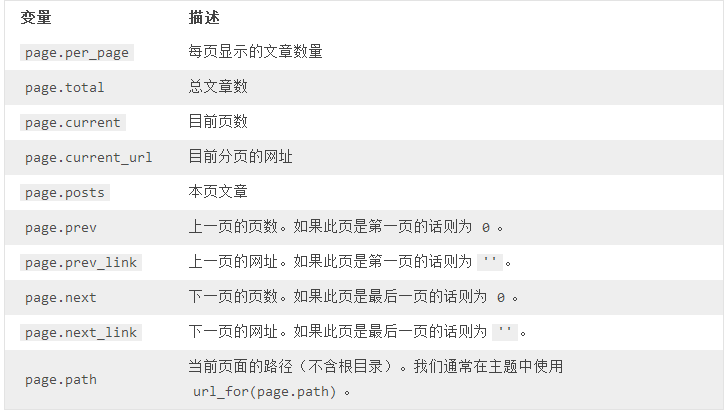 变量 描述
page.per_page 每页显示的文章数量
page.total 总文章数
page.current 目前页数
page.current_url 目前分页的网址
page.posts 本页文章
page.prev 上一页的页数。如果此页是第一页的话则为 0 。
page.prev_link 上一页的网址。如果此页是第一页的话则为 '' 。
page.next 下一页的页数。如果此页是最后一页的话则为 0 。
page.next_link 下一页的网址。如果此页是最后一页的话则为 '' 。
page.path 当前页面的路径（不含根目录）。我们通常在主题中使用
url_for(page.path) 。